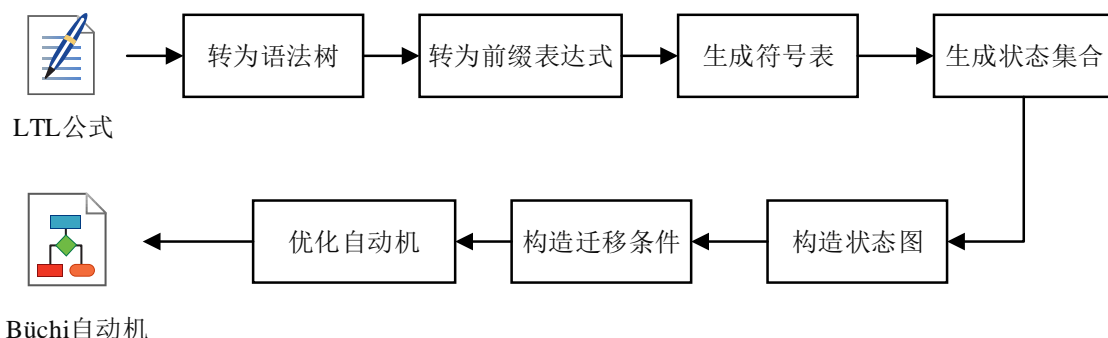 转为语法树
转为前缀表达式
生成符号表
生成状态集合
LTL公式
优化自动机
构造迁移条件
构造状态图
Büchi自动机